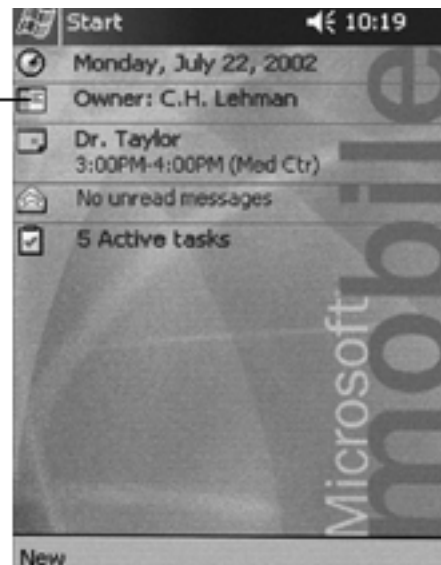 Start 10:19
Monday, July 22, 2002
Owner: C.H. Lehman
Dr. Taylor
3:00PM-4:00PM (Med Ctr)
No unread messages
5 Active tasks
Microsoft
mobile
New